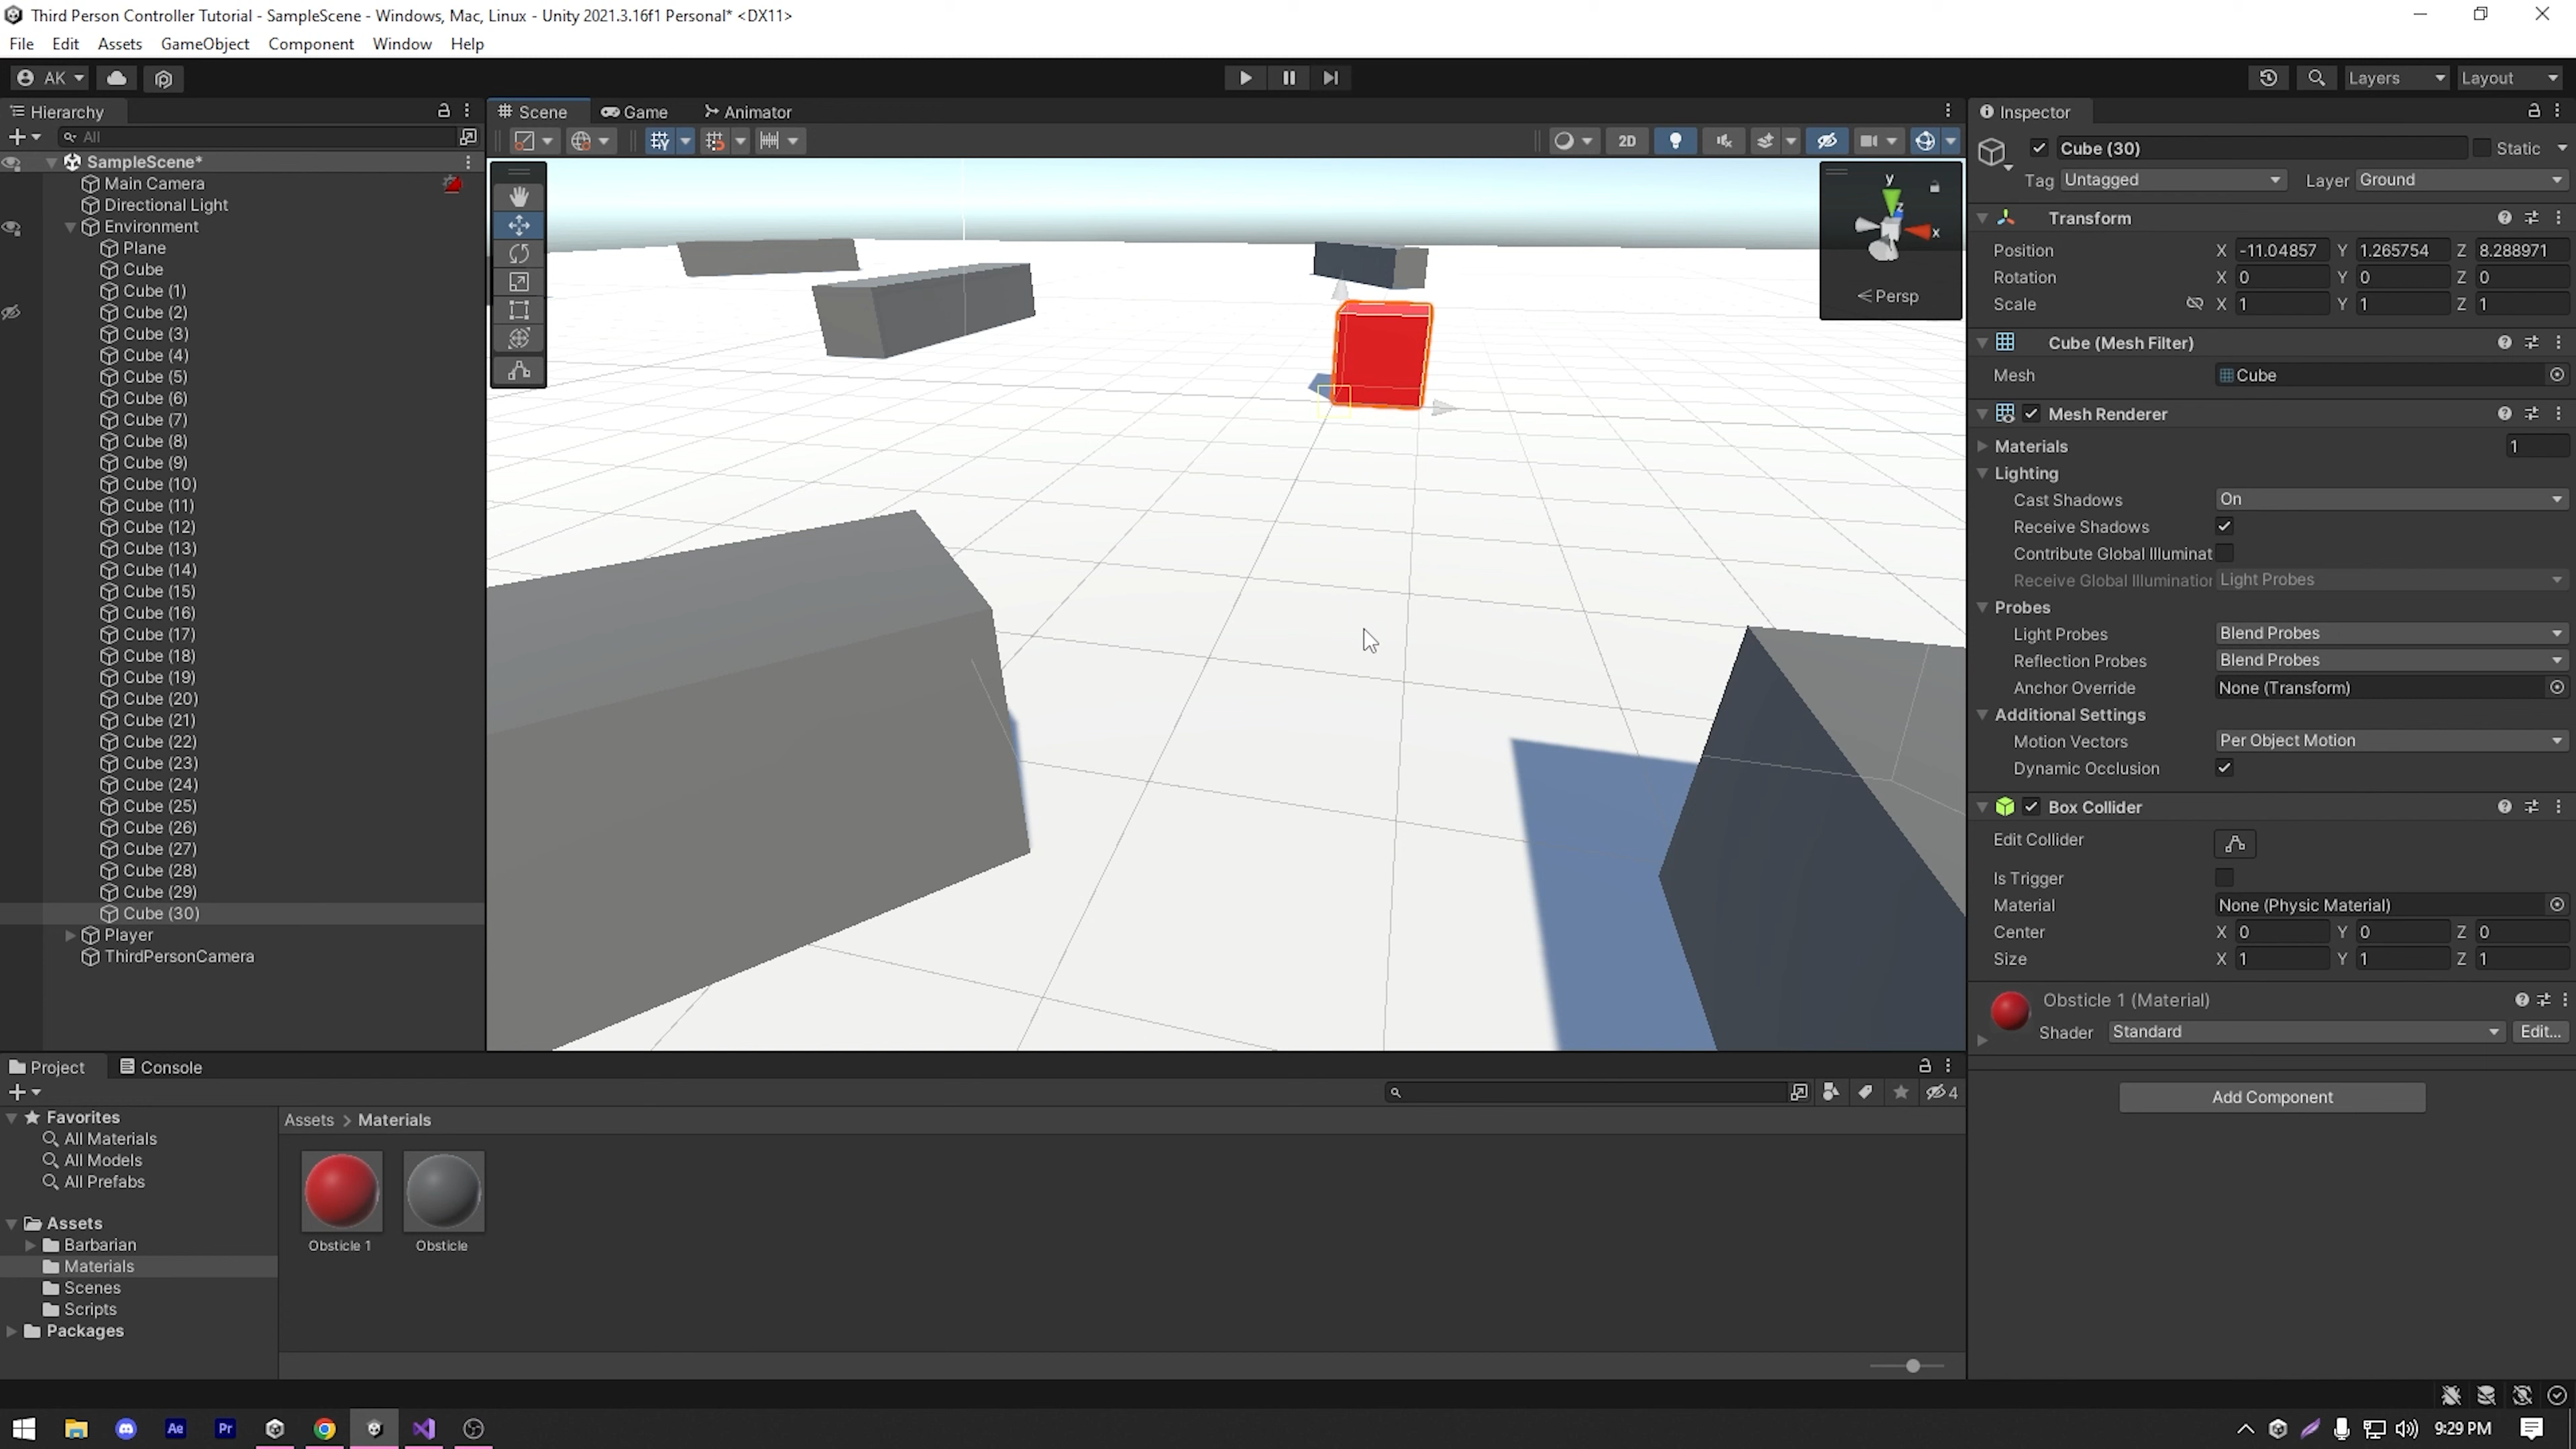 Third Person Controller Tutorial - SampleScene - Windows, Mac, Linux - Unity 2021.3.16f1 Personal* <DX11>
File Edit Assets GameObject Component Window Help
AK Layers Layout
Hierarchy
All
SampleScene*
Main Camera
Directional Light
Environment
Plane
Cube
Cube (1)
Cube (2)
Cube (3)
Cube (4)
Cube (5)
Cube (6)
Cube (7)
Cube (8)
Cube (9)
Cube (10)
Cube (11)
Cube (12)
Cube (13)
Cube (14)
Cube (15)
Cube (16)
Cube (17)
Cube (18)
Cube (19)
Cube (20)
Cube (21)
Cube (22)
Cube (23)
Cube (24)
Cube (25)
Cube (26)
Cube (27)
Cube (28)
Cube (29)
Cube (30)
Player
ThirdPersonCamera
Scene Game Animator
2D
y
z
x
Persp
Inspector
Cube (30) Static
Tag Untagged Layer Ground
Transform
Position X -11.04857 Y 1.265754 Z 8.288971
Rotation X 0 Y 0 Z 0
Scale X 1 Y 1 Z 1
Cube (Mesh Filter)
Mesh Cube
Mesh Renderer
Materials 1
Lighting
Cast Shadows On
Receive Shadows
Contribute Global Illuminat
Receive Global Illumination Light Probes
Probes
Light Probes Blend Probes
Reflection Probes Blend Probes
Anchor Override None (Transform)
Additional Settings
Motion Vectors Per Object Motion
Dynamic Occlusion
Box Collider
Edit Collider
Is Trigger
Material None (Physic Material)
Center X 0 Y 0 Z 0
Size X 1 Y 1 Z 1
Obsticle 1 (Material)
Shader Standard Edit...
Add Component
Project Console
4
Favorites
All Materials
All Models
All Prefabs
Assets
Barbarian
Materials
Scenes
Scripts
Packages
Assets > Materials
Obsticle 1 Obsticle
Ae Pr
9:29 PM